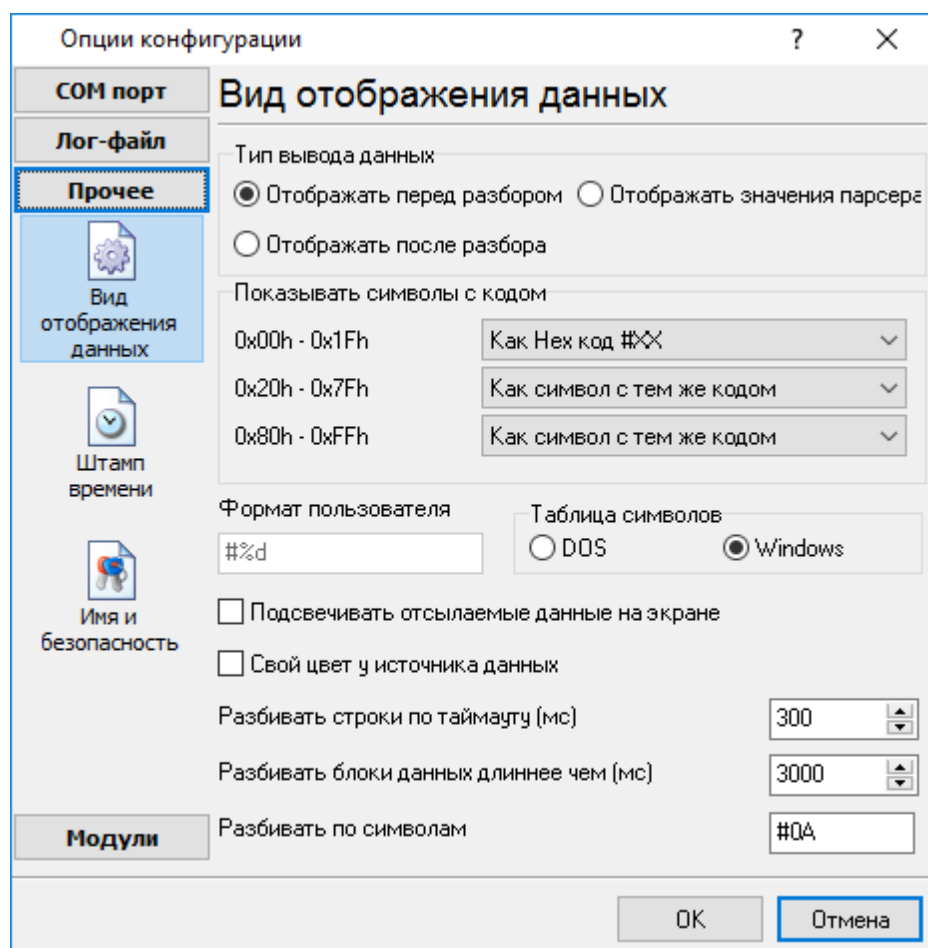 Опции конфигурации
?
COM порт
Лог-файл
Прочее
Вид
отображения
данных
Штамп
времени
Имя и
безопасность
Модули
Вид отображения данных
Тип вывода данных
Отображать перед разбором
Отображать значения парсера
Отображать после разбора
Показывать символы с кодом
0x00h - 0x1Fh
Как Hex код #XX
0x20h - 0x7Fh
Как символ с тем же кодом
0x80h - 0xFFh
Как символ с тем же кодом
Формат пользователя
#%d
Таблица символов
DOS
Windows
Подсвечивать отсылаемые данные на экране
Свой цвет у источника данных
Разбивать строки по таймауту (мс)
300
Разбивать блоки данных длиннее чем (мс)
3000
Разбивать по символам
#0A
OK
Отмена